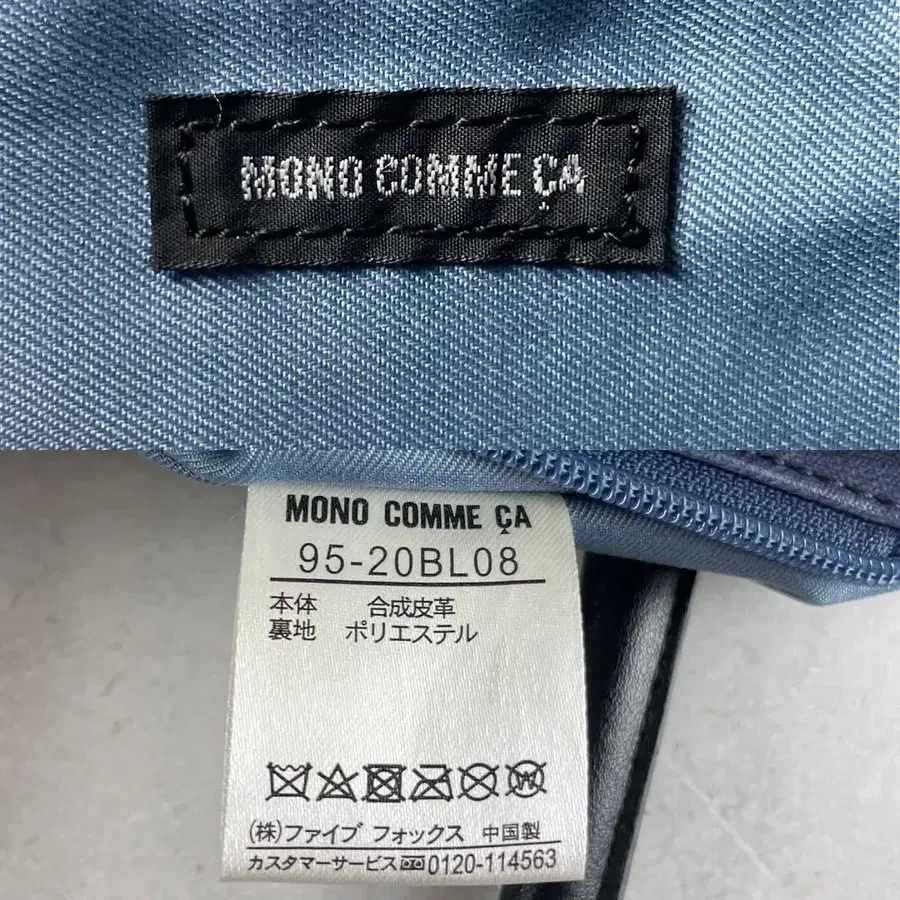 MONO COMME ÇA
MONO COMME ÇA
95-20BL08
本体 合成皮革
裏地 ポリエステル
(株)ファイブ フォックス 中国製
カスタマーサービス 0120-114563